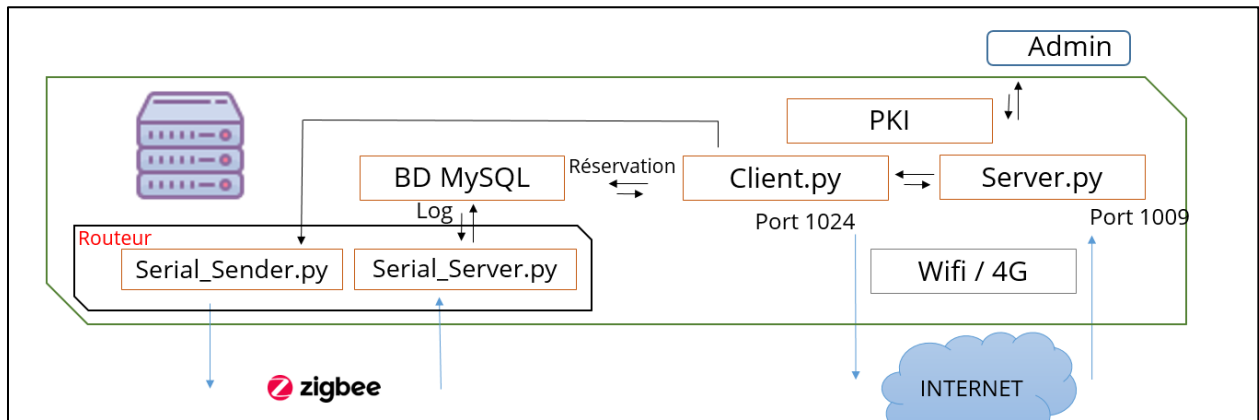 Admin
PKI
Réservation
BD MySQL
Client.py
Server.py
Log
Port 1024
Port 1009
Routeur
Serial_Sender.py
Serial_Server.py
Wifi / 4G
zigbee
INTERNET